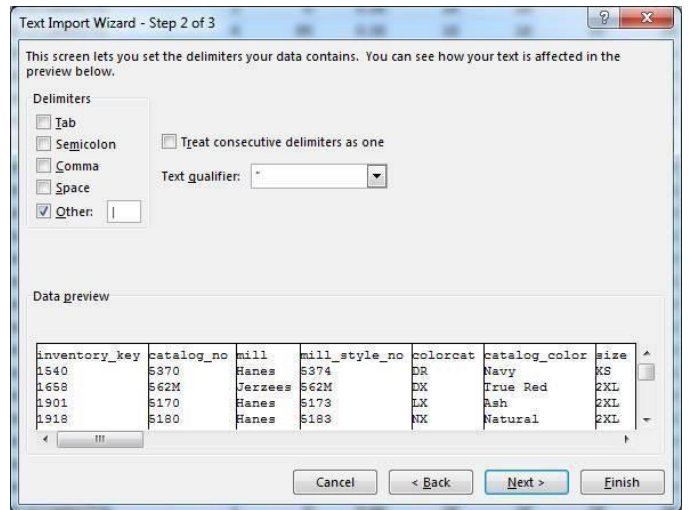 Text Import Wizard - Step 2 of 3
This screen lets you set the delimiters your data contains.  You can see how your text is affected in the
preview below.
Delimiters
Tab
Semicolon
Comma
Space
Other: |
Treat consecutive delimiters as one
Text qualifier: "
Data preview
inventory_key catalog_no mill mill_style_no colorcat catalog_color size
1540 5370 Hanes 5374 DR Navy XS
1658 562M Jerzees 562M DX True Red 2XL
1901 5170 Hanes 5173 LX Ash 2XL
1918 5180 Hanes 5183 NX Natural 2XL
Cancel < Back Next > Finish